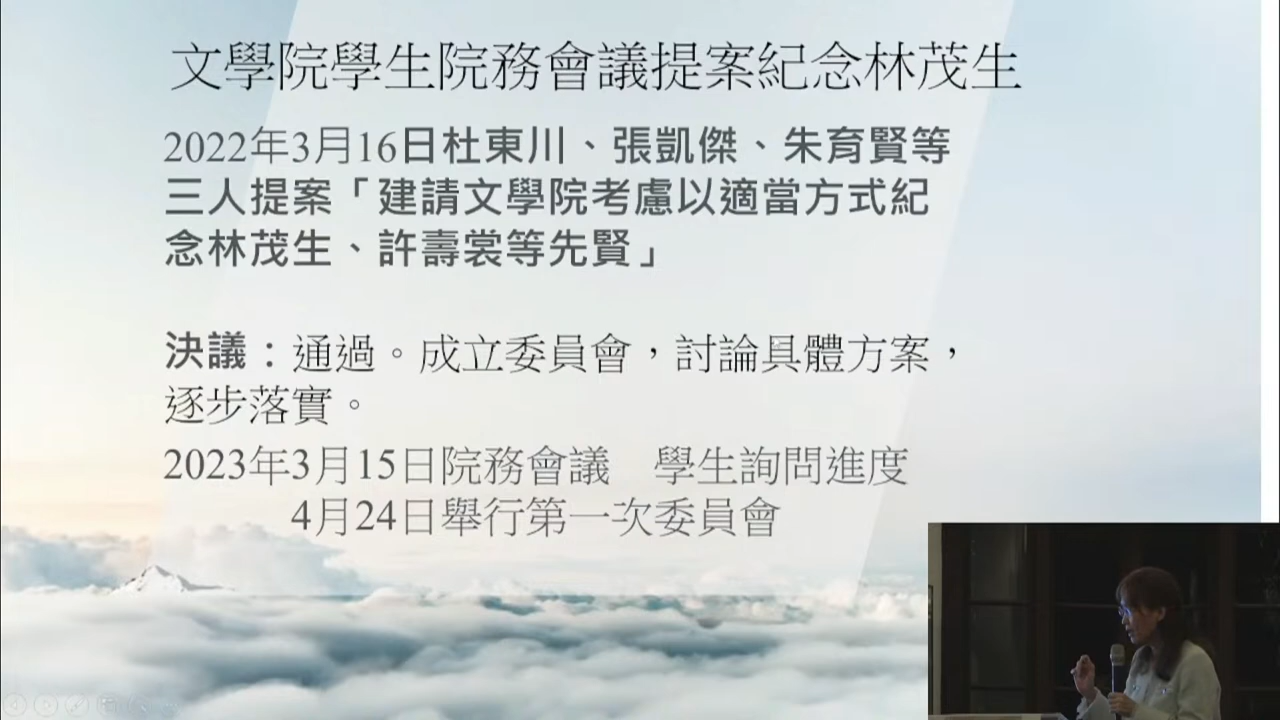 文學院學生院務會議提案紀念林茂生
2022年3月16日杜東川、張凱傑、朱育賢等
三人提案「建請文學院考慮以適當方式紀
念林茂生、許壽裳等先賢」
決議：通過。成立委員會，討論具體方案，
逐步落實。
2023年3月15日院務會議　學生詢問進度
4月24日舉行第一次委員會